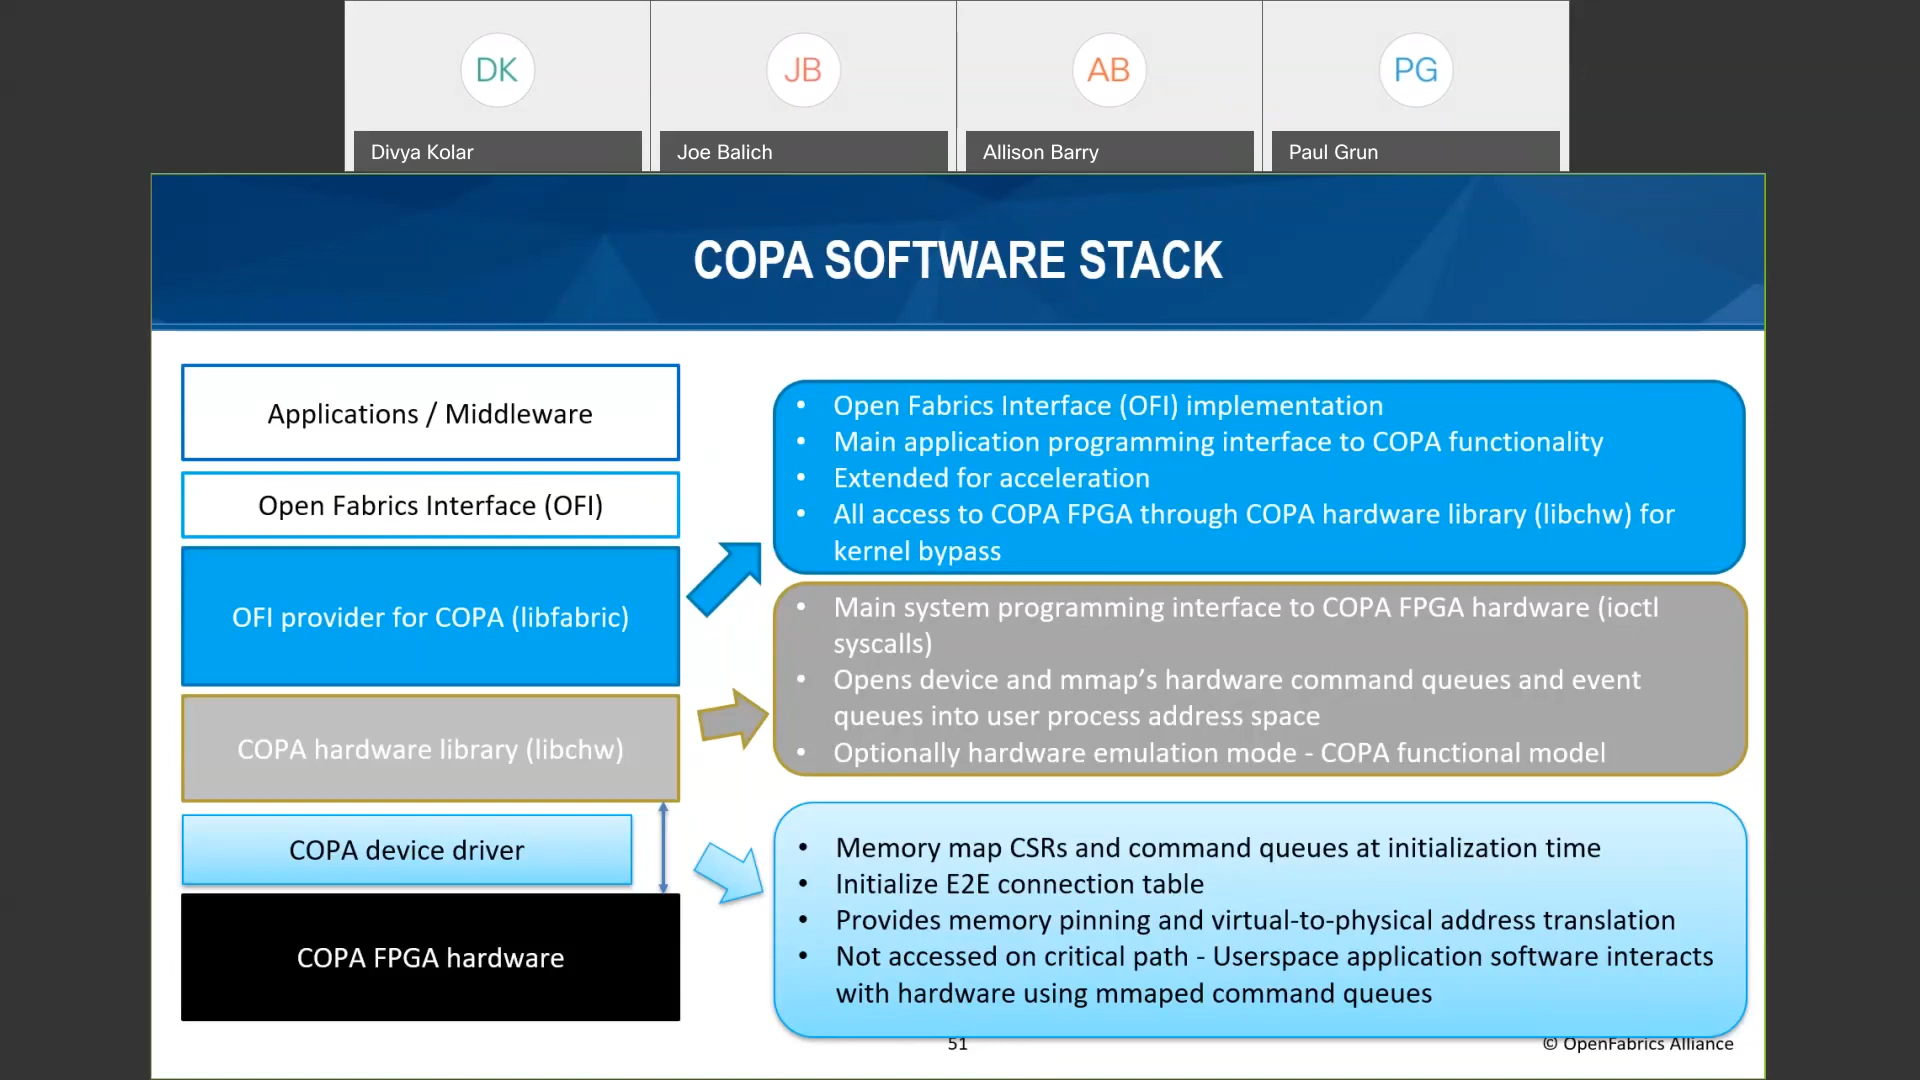 DK
JB
AB
PG
Divya Kolar
Joe Balich
Allison Barry
Paul Grun
COPA SOFTWARE STACK
Applications / Middleware
Open Fabrics Interface (OFI)
OFI provider for COPA (libfabric)
COPA hardware library (libchw)
COPA device driver
COPA FPGA hardware
• Open Fabrics Interface (OFI) implementation
• Main application programming interface to COPA functionality
• Extended for acceleration
• All access to COPA FPGA through COPA hardware library (libchw) for
kernel bypass
• Main system programming interface to COPA FPGA hardware (ioctl
syscalls)
• Opens device and mmap’s hardware command queues and event
queues into user process address space
• Optionally hardware emulation mode - COPA functional model
• Memory map CSRs and command queues at initialization time
• Initialize E2E connection table
• Provides memory pinning and virtual-to-physical address translation
• Not accessed on critical path - Userspace application software interacts
with hardware using mmaped command queues
51
© OpenFabrics Alliance